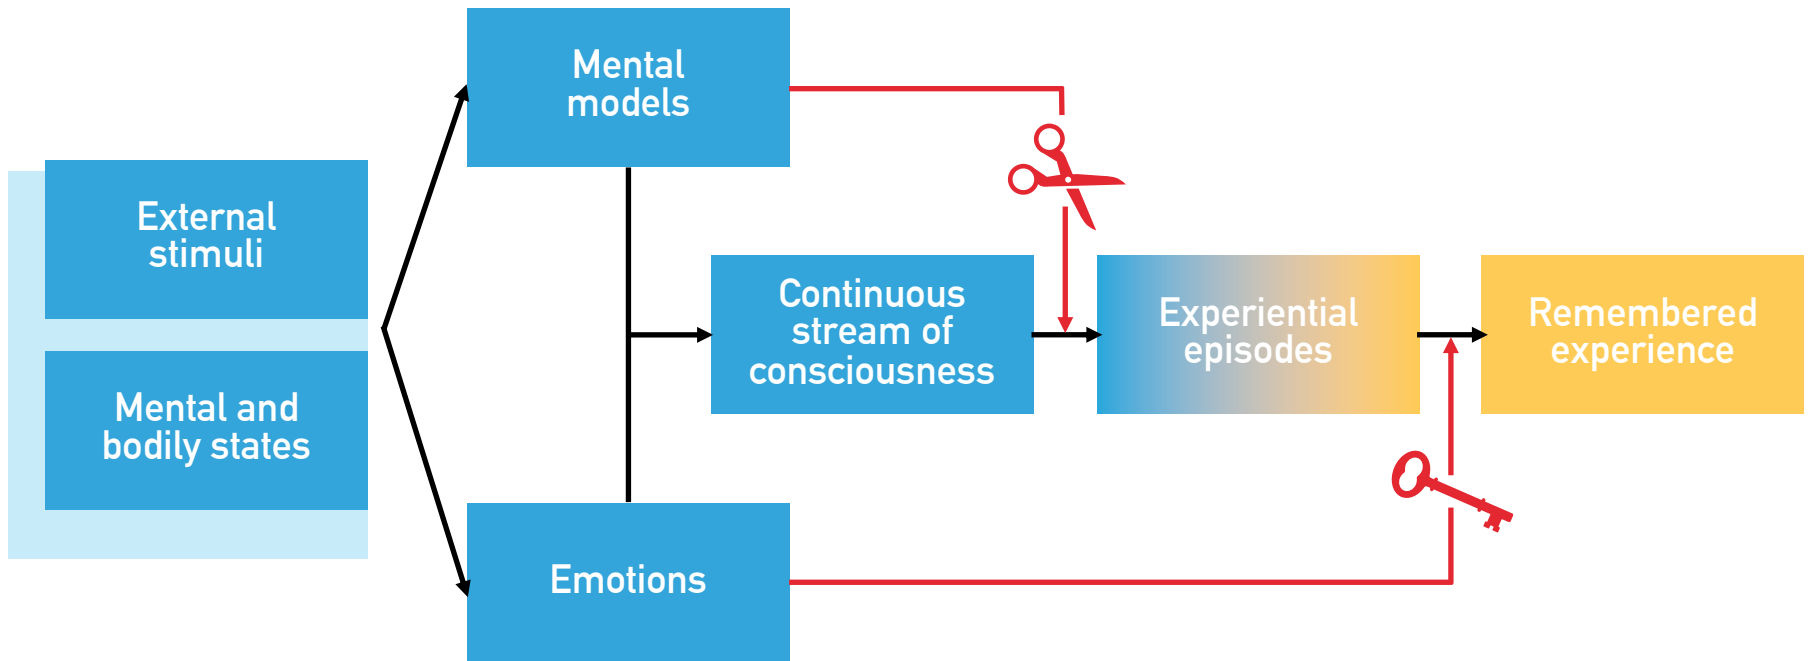 Mental
models
External
stimuli
Mental and
bodily states
Continuous
stream of
consciousness
Experiential
episodes
Remembered
experience
Emotions